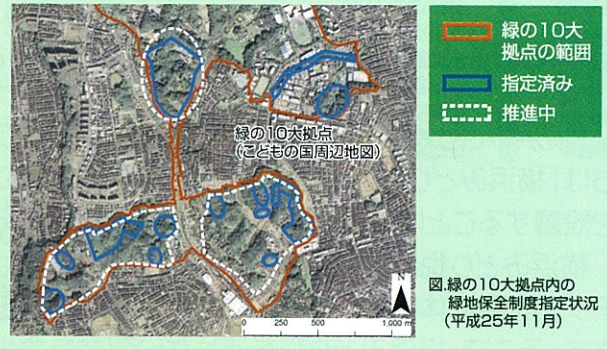 緑の10大拠点
(こどもの国周辺地図)
N
0 250 500 1,000 m
緑の10大
拠点の範囲
指定済み
推進中
図.緑の10大拠点内の
緑地保全制度指定状況
(平成25年11月)